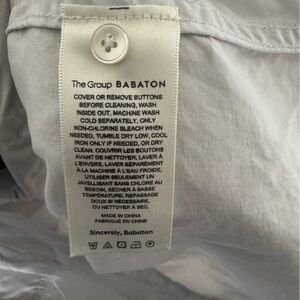 The Group BABATON
COVER OR REMOVE BUTTONS
BEFORE CLEANING, WASH
INSIDE OUT, MACHINE WASH
COLD SEPARATELY, ONLY
NON-CHLORINE BLEACH WHEN
NEEDED, TUMBLE DRY LOW, COOL
IRON ONLY IF NEEDED, OR DRY
CLEAN. COUVRIR LES BOUTONS
AVANT DE NETTOYER, LAVER À
L'ENVERS, LAVER SÉPARÉMENT
À LA MACHINE À L'EAU FROIDE,
UTILISER SEULEMENT UN
JAVELLISANT SANS CHLORE AU
BESOIN, SÉCHER À BASSE
TEMPÉRATURE, REPASSAGE
DOUX SI NÉCESSAIRE,
OU NETTOYER À SEC.
MADE IN CHINA
FABRIQUÉ EN CHINE
Sincerely, Babaton